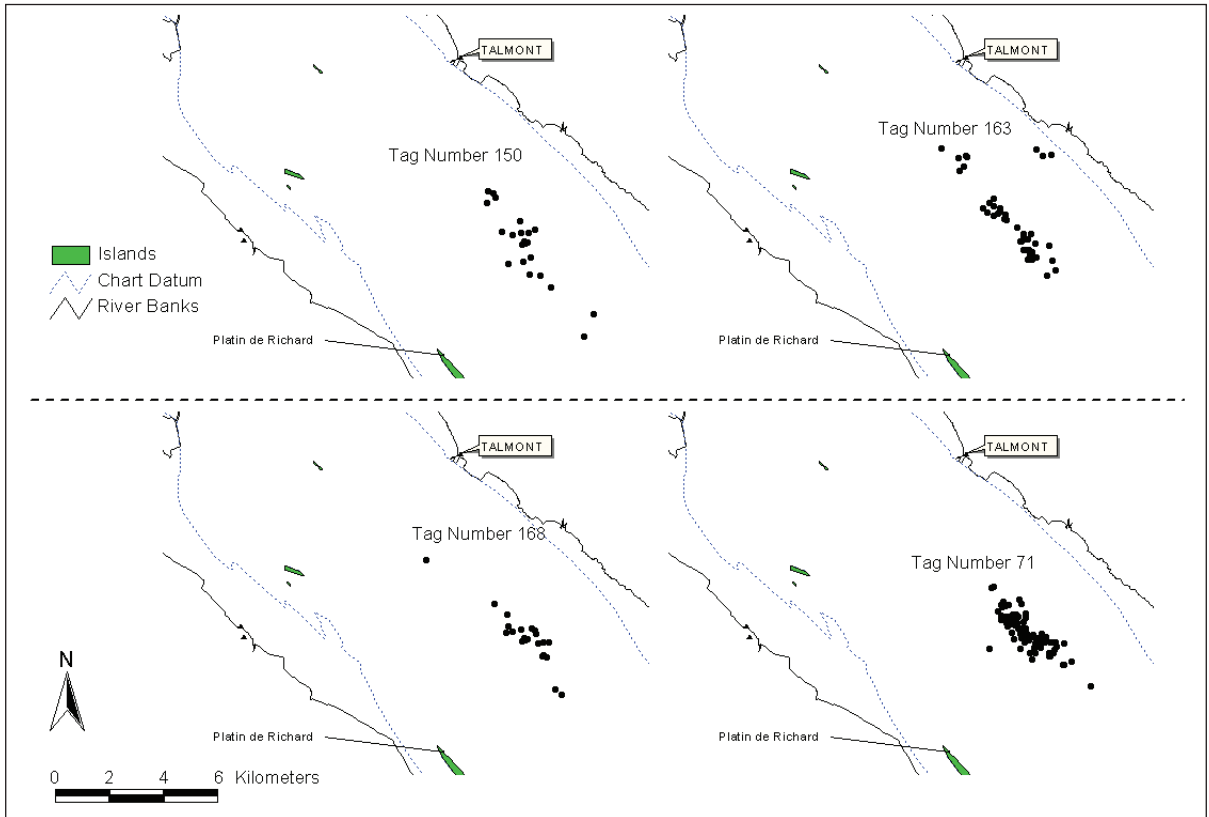 TALMONT
TALMONT
Tag Number 150
Tag Number 163
Islands
Chart Datum
River Banks
Platin de Richard
Platin de Richard
TALMONT
TALMONT
Tag Number 168
Tag Number 71
N
Platin de Richard
Platin de Richard
0 2 4 6 Kilometers